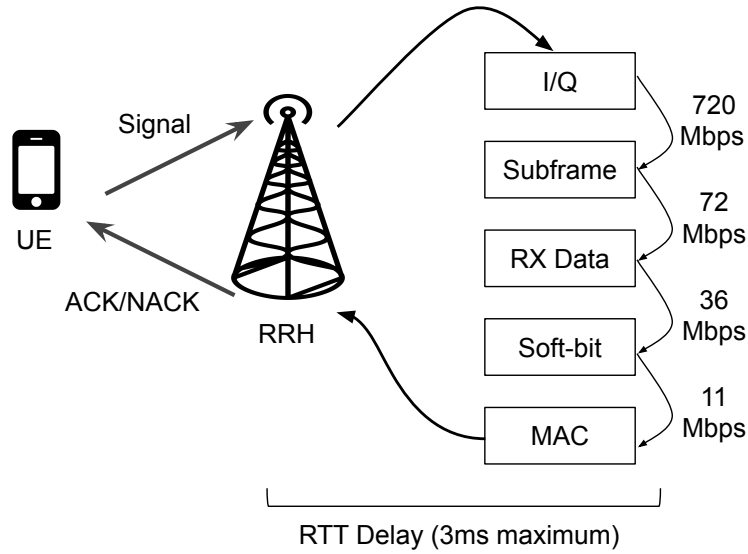 I/Q
720
Mbps
Signal
Subframe
72
Mbps
UE
RX Data
ACK/NACK
36
Mbps
RRH
Soft-bit
11
Mbps
MAC
RTT Delay (3ms maximum)